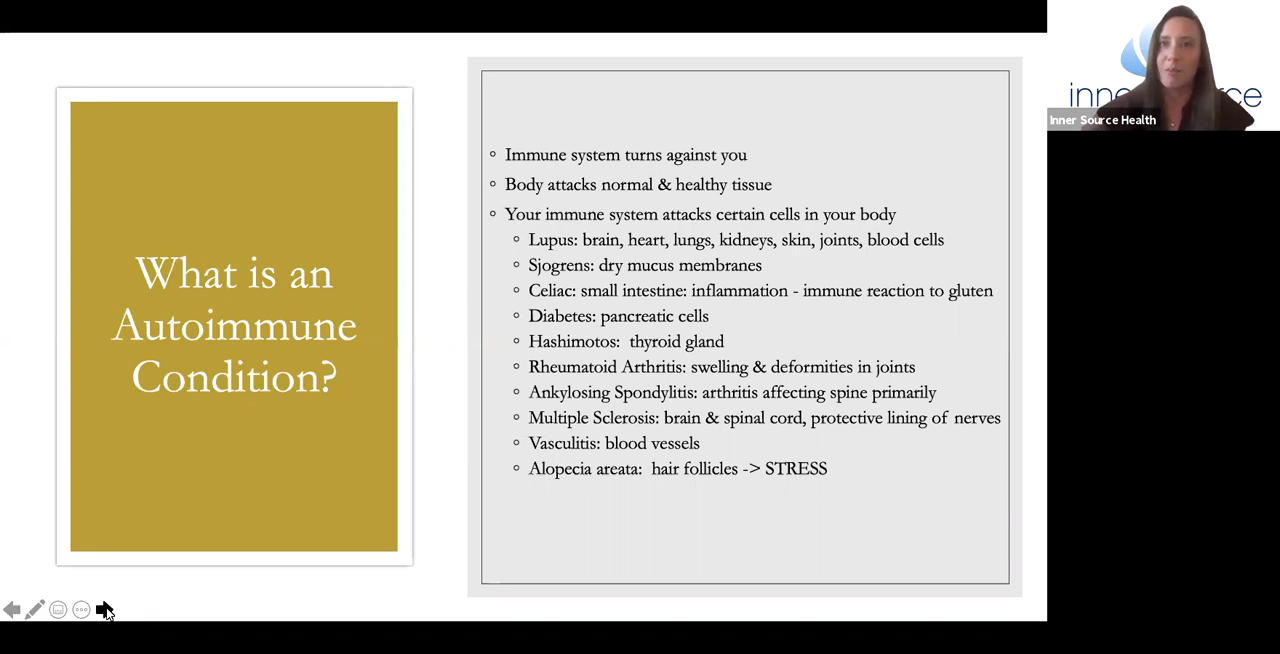 What is an
Autoimmune
Condition?
Immune system turns against you
Body attacks normal & healthy tissue
Your immune system attacks certain cells in your body
Lupus: brain, heart, lungs, kidneys, skin, joints, blood cells
Sjogrens: dry mucus membranes
Celiac: small intestine: inflammation - immune reaction to gluten
Diabetes: pancreatic cells
Hashimotos:  thyroid gland
Rheumatoid Arthritis: swelling & deformities in joints
Ankylosing Spondylitis: arthritis affecting spine primarily
Multiple Sclerosis: brain & spinal cord, protective lining of nerves
Vasculitis: blood vessels
Alopecia areata:  hair follicles -> STRESS
Inner Source Health